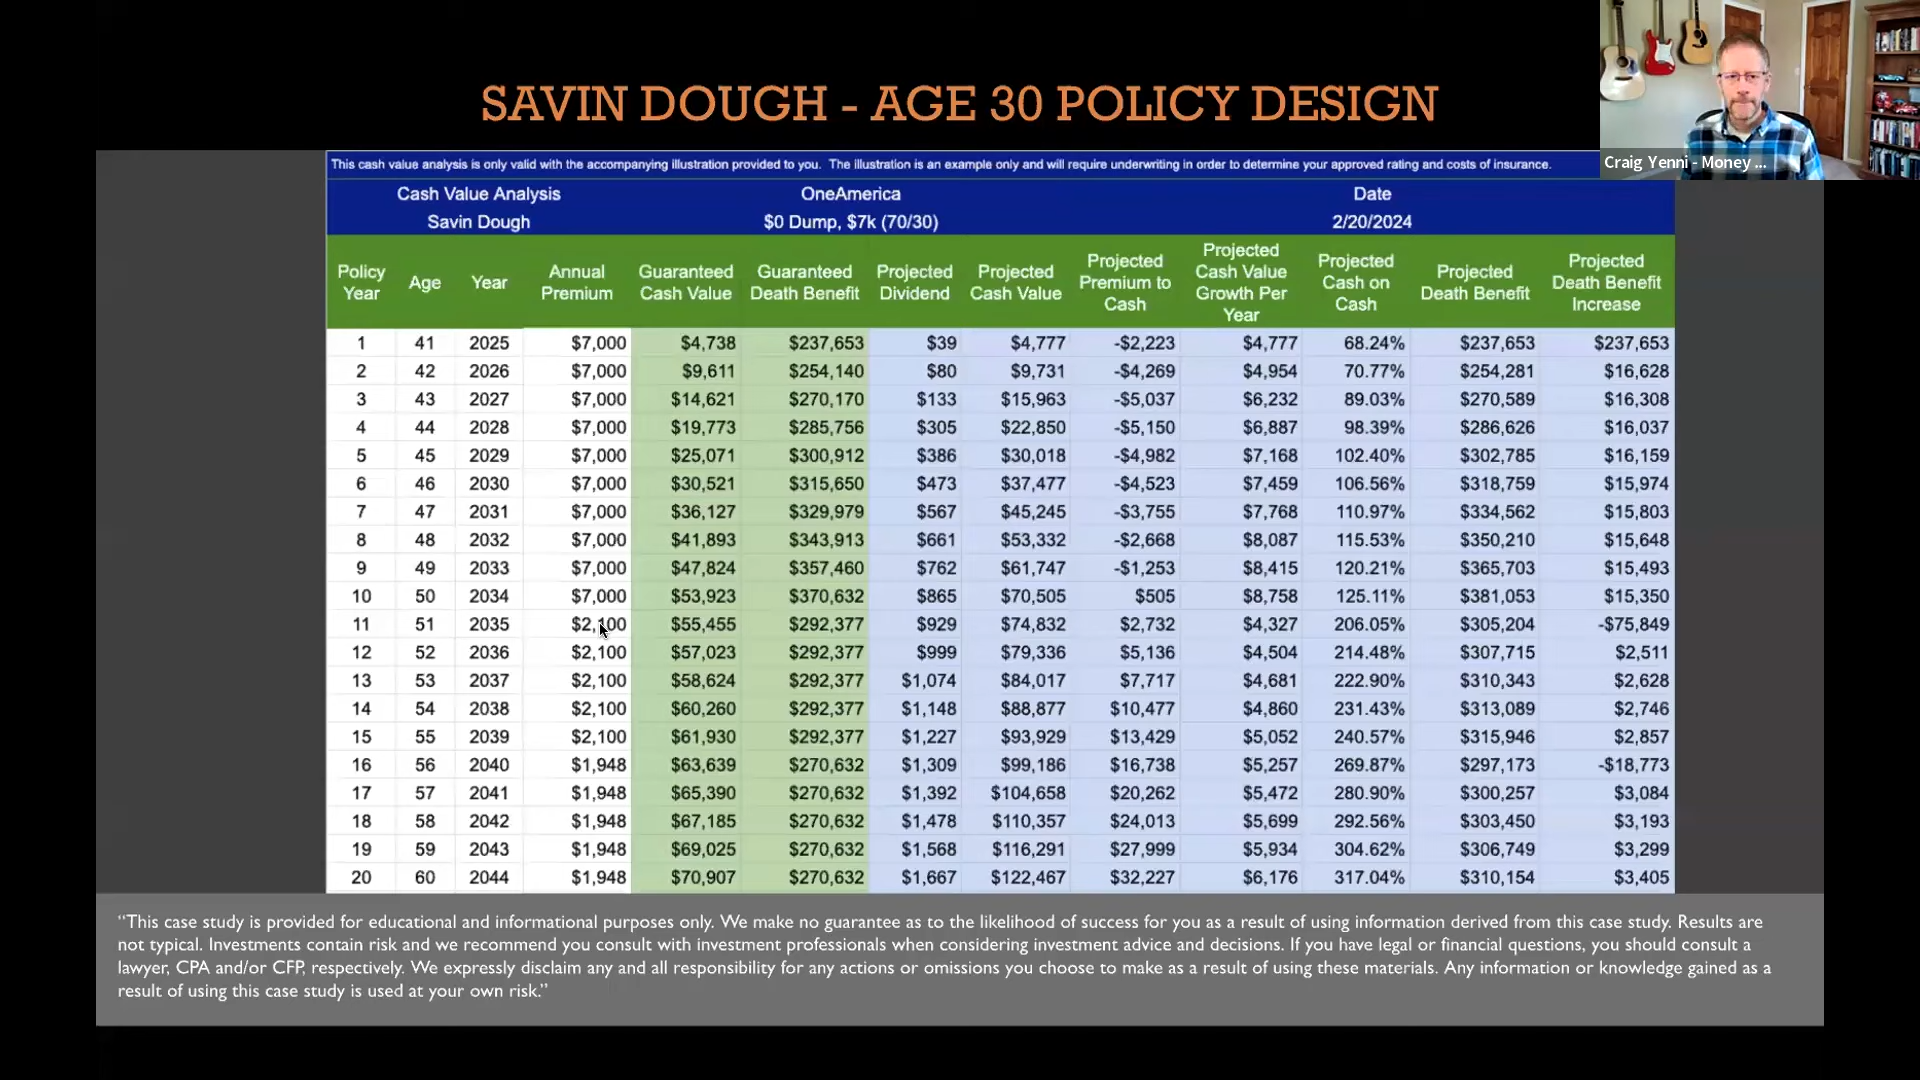 SAVIN DOUGH - AGE 30 POLICY DESIGN
Craig Yenni - Money ...
This cash value analysis is only valid with the accompanying illustration provided to you. The illustration is an example only and will require underwriting in order to determine your approved rating and costs of insurance.
Cash Value Analysis OneAmerica Date
Savin Dough $0 Dump, $7k (70/30) 2/20/2024
Policy Year Age Year Annual Premium Guaranteed Cash Value Guaranteed Death Benefit Projected Dividend Projected Cash Value Projected Premium to Cash Projected Cash Value Growth Per Year Projected Cash on Cash Projected Death Benefit Projected Death Benefit Increase
1 41 2025 $7,000 $4,738 $237,653 $39 $4,777 -$2,223 $4,777 68.24% $237,653 $237,653
2 42 2026 $7,000 $9,611 $254,140 $80 $9,731 -$4,269 $4,954 70.77% $254,281 $16,628
3 43 2027 $7,000 $14,621 $270,170 $133 $15,963 -$5,037 $6,232 89.03% $270,589 $16,308
4 44 2028 $7,000 $19,773 $285,756 $305 $22,850 -$5,150 $6,887 98.39% $286,626 $16,037
5 45 2029 $7,000 $25,071 $300,912 $386 $30,018 -$4,982 $7,168 102.40% $302,785 $16,159
6 46 2030 $7,000 $30,521 $315,650 $473 $37,477 -$4,523 $7,459 106.56% $318,759 $15,974
7 47 2031 $7,000 $36,127 $329,979 $567 $45,245 -$3,755 $7,768 110.97% $334,562 $15,803
8 48 2032 $7,000 $41,893 $343,913 $661 $53,332 -$2,668 $8,087 115.53% $350,210 $15,648
9 49 2033 $7,000 $47,824 $357,460 $762 $61,747 -$1,253 $8,415 120.21% $365,703 $15,493
10 50 2034 $7,000 $53,923 $370,632 $865 $70,505 $505 $8,758 125.11% $381,053 $15,350
11 51 2035 $2,100 $55,455 $292,377 $929 $74,832 $2,732 $4,327 206.05% $305,204 -$75,849
12 52 2036 $2,100 $57,023 $292,377 $999 $79,336 $5,136 $4,504 214.48% $307,715 $2,511
13 53 2037 $2,100 $58,624 $292,377 $1,074 $84,017 $7,717 $4,681 222.90% $310,343 $2,628
14 54 2038 $2,100 $60,260 $292,377 $1,148 $88,877 $10,477 $4,860 231.43% $313,089 $2,746
15 55 2039 $2,100 $61,930 $292,377 $1,227 $93,929 $13,429 $5,052 240.57% $315,946 $2,857
16 56 2040 $1,948 $63,639 $270,632 $1,309 $99,186 $16,738 $5,257 269.87% $297,173 -$18,773
17 57 2041 $1,948 $65,390 $270,632 $1,392 $104,658 $20,262 $5,472 280.90% $300,257 $3,084
18 58 2042 $1,948 $67,185 $270,632 $1,478 $110,357 $24,013 $5,699 292.56% $303,450 $3,193
19 59 2043 $1,948 $69,025 $270,632 $1,568 $116,291 $27,999 $5,934 304.62% $306,749 $3,299
20 60 2044 $1,948 $70,907 $270,632 $1,667 $122,467 $32,227 $6,176 317.04% $310,154 $3,405
“This case study is provided for educational and informational purposes only. We make no guarantee as to the likelihood of success for you as a result of using information derived from this case study. Results are
not typical. Investments contain risk and we recommend you consult with investment professionals when considering investment advice and decisions. If you have legal or financial questions, you should consult a
lawyer, CPA and/or CFP, respectively. We expressly disclaim any and all responsibility for any actions or omissions you choose to make as a result of using these materials. Any information or knowledge gained as a
result of using this case study is used at your own risk.”